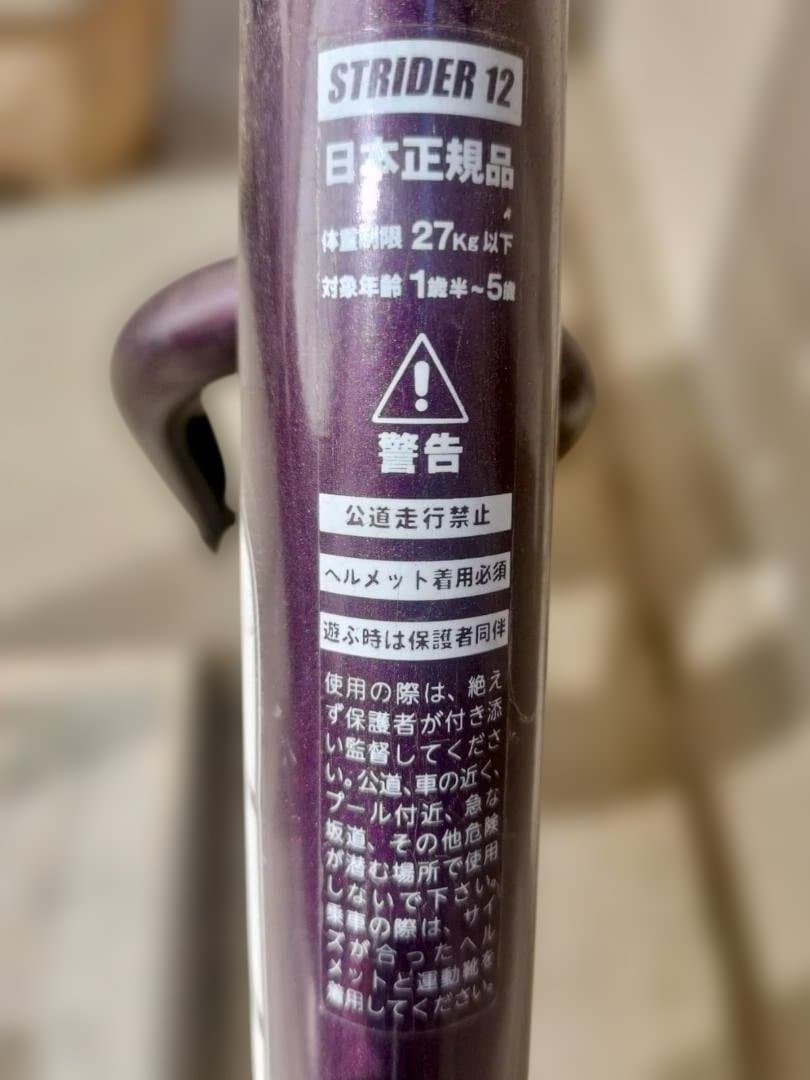 STRIDER 12
日本正規品
体重制限 27Kg以下
対象年齢 1歳半~5歳
警告
公道走行禁止
ヘルメット着用必須
遊ぶ時は保護者同伴
使用の際は、絶え
ず保護者が付き添
い監督してくださ
い。公道、車の近く、
プール付近、急な
坂道、その他危険
が潜む場所で使用
しないで下さい。
乗車の際は、サイ
ズが合ったヘル
メットと運動靴を
着用してください。